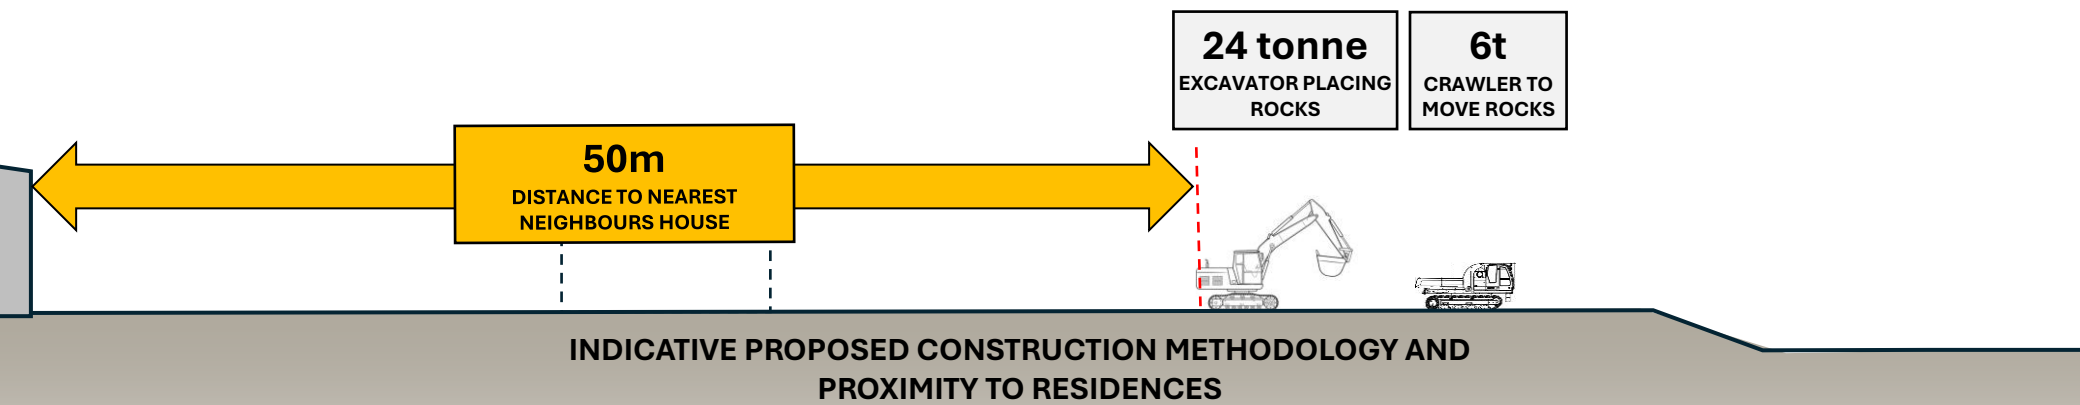 24 tonne
EXCAVATOR PLACING
ROCKS
6t
CRAWLER TO
MOVE ROCKS
50m
DISTANCE TO NEAREST
NEIGHBOURS HOUSE
INDICATIVE PROPOSED CONSTRUCTION METHODOLOGY AND
PROXIMITY TO RESIDENCES